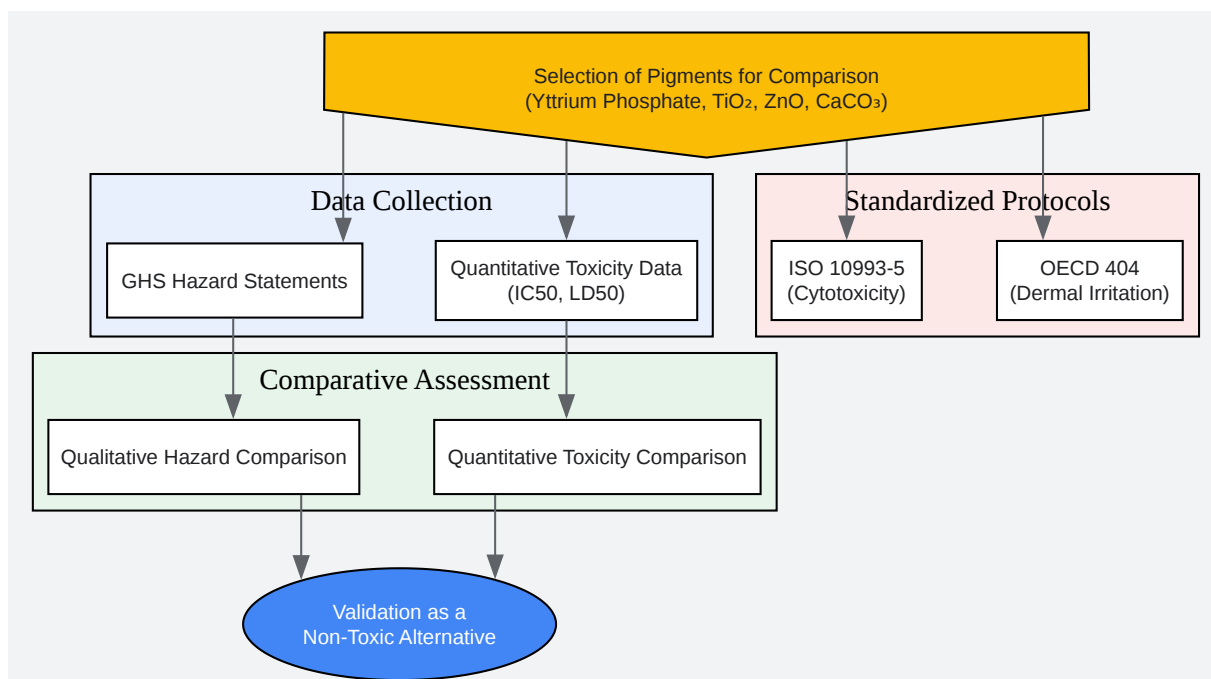 Selection of Pigments for Comparison
(Yttrium Phosphate, TiO₂, ZnO, CaCO₃)
Data Collection
GHS Hazard Statements
Quantitative Toxicity Data
(IC50, LD50)
Standardized Protocols
ISO 10993-5
(Cytotoxicity)
OECD 404
(Dermal Irritation)
Comparative Assessment
Qualitative Hazard Comparison
Quantitative Toxicity Comparison
Validation as a
Non-Toxic Alternative